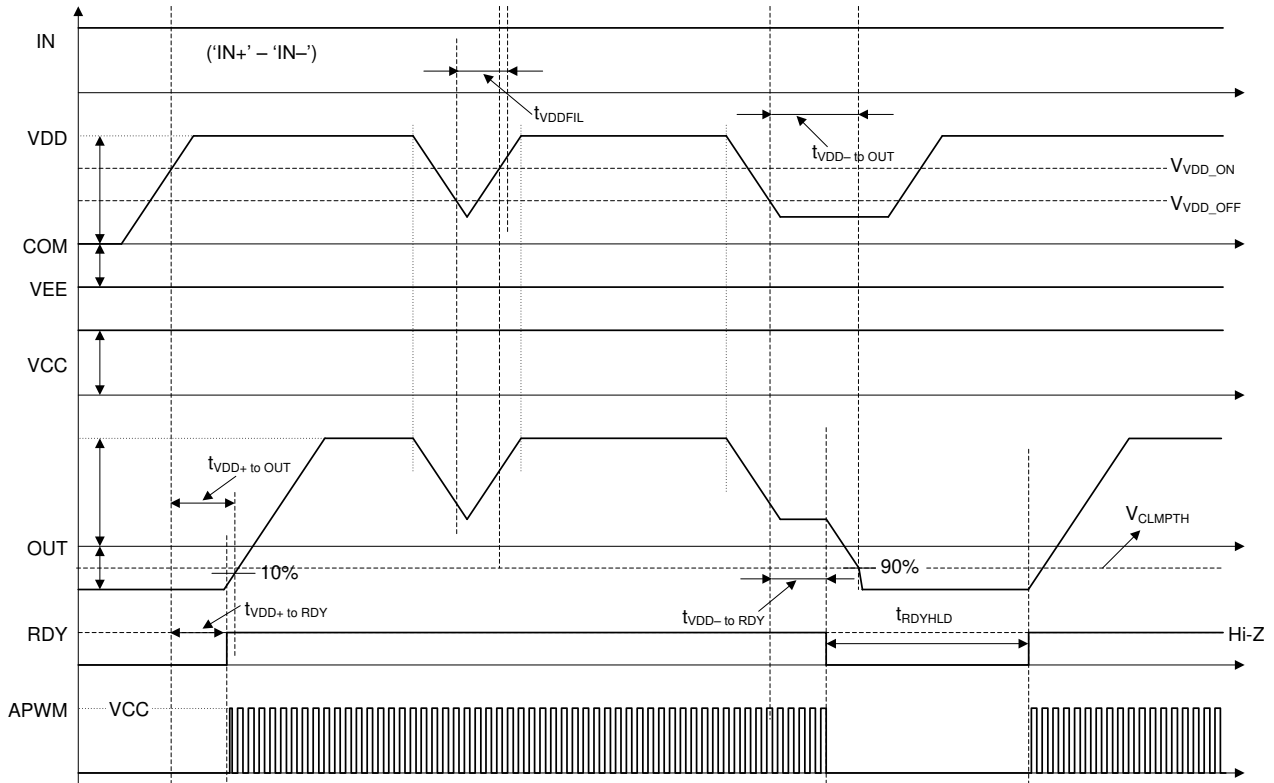 IN
('IN+' – 'IN–')
tVDDFIL
VDD
tVDD– to OUT
VVDD_ON
VVDD_OFF
COM
VEE
VCC
tVDD+ to OUT
VCLMPTH
OUT
10%
90%
tVDD+ to RDY
tVDD– to RDY
tRDYHLD
RDY
Hi-Z
APWM
VCC